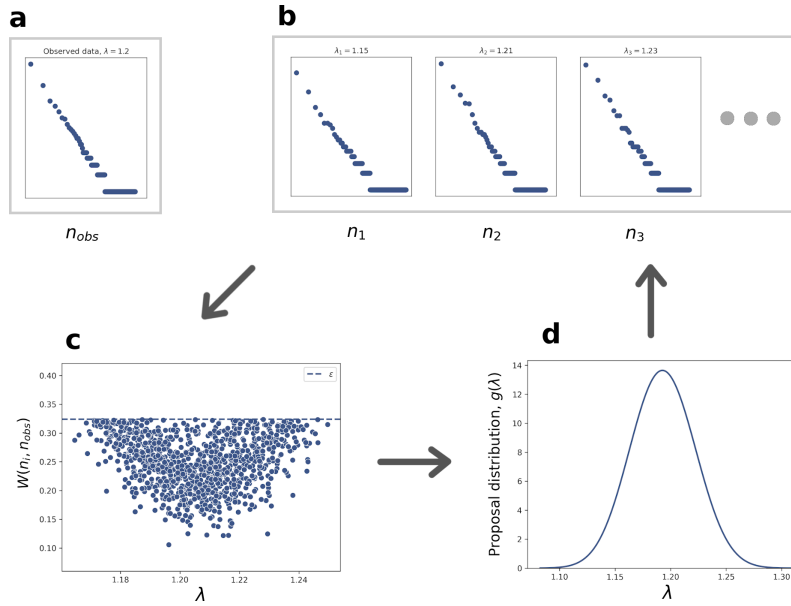 a
Observed data, λ = 1.2
n_obs
b
λ₁ = 1.15
λ₂ = 1.21
λ₃ = 1.23
n₁
n₂
n₃
c
W(n_i, n_obs)
0.40
0.35
0.30
0.25
0.20
0.15
0.10
ε
1.18
1.20
1.22
1.24
λ
d
Proposal distribution, g(λ)
14
12
10
8
6
4
2
0
1.10
1.15
1.20
1.25
1.30
λ